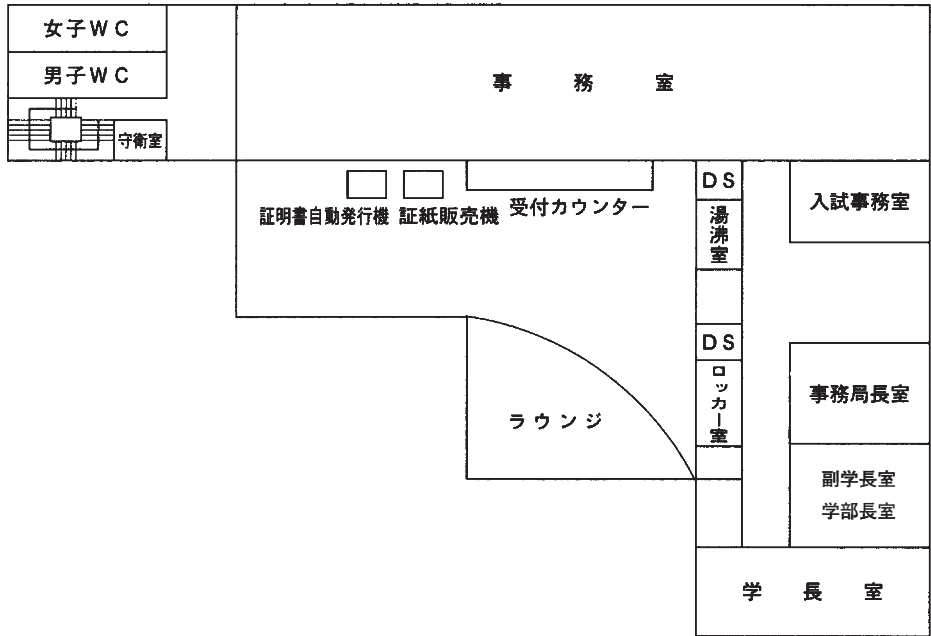 女子WC
男子WC
守衛室
事務室
証明書自動発行機
証紙販売機
受付カウンター
DS
湯沸室
入試事務室
DS
ロッカー室
ラウンジ
事務局長室
副学長室
学部長室
学長室